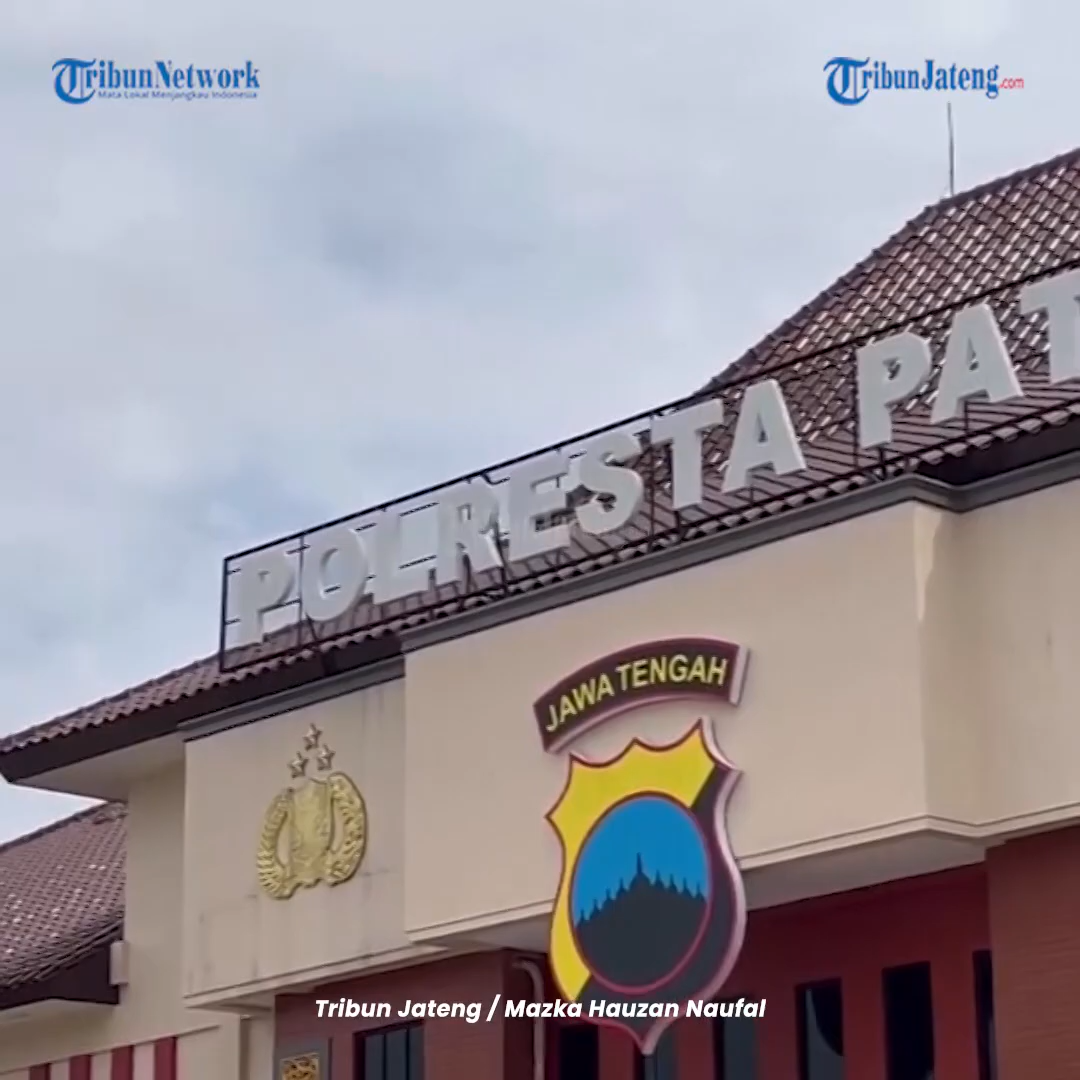 TribunNetwork
Mata Lokal Menjangkau Indonesia
TribunJateng.com
POLRESTA PAT
JAWA TENGAH
Tribun Jateng / Mazka Hauzan Naufal